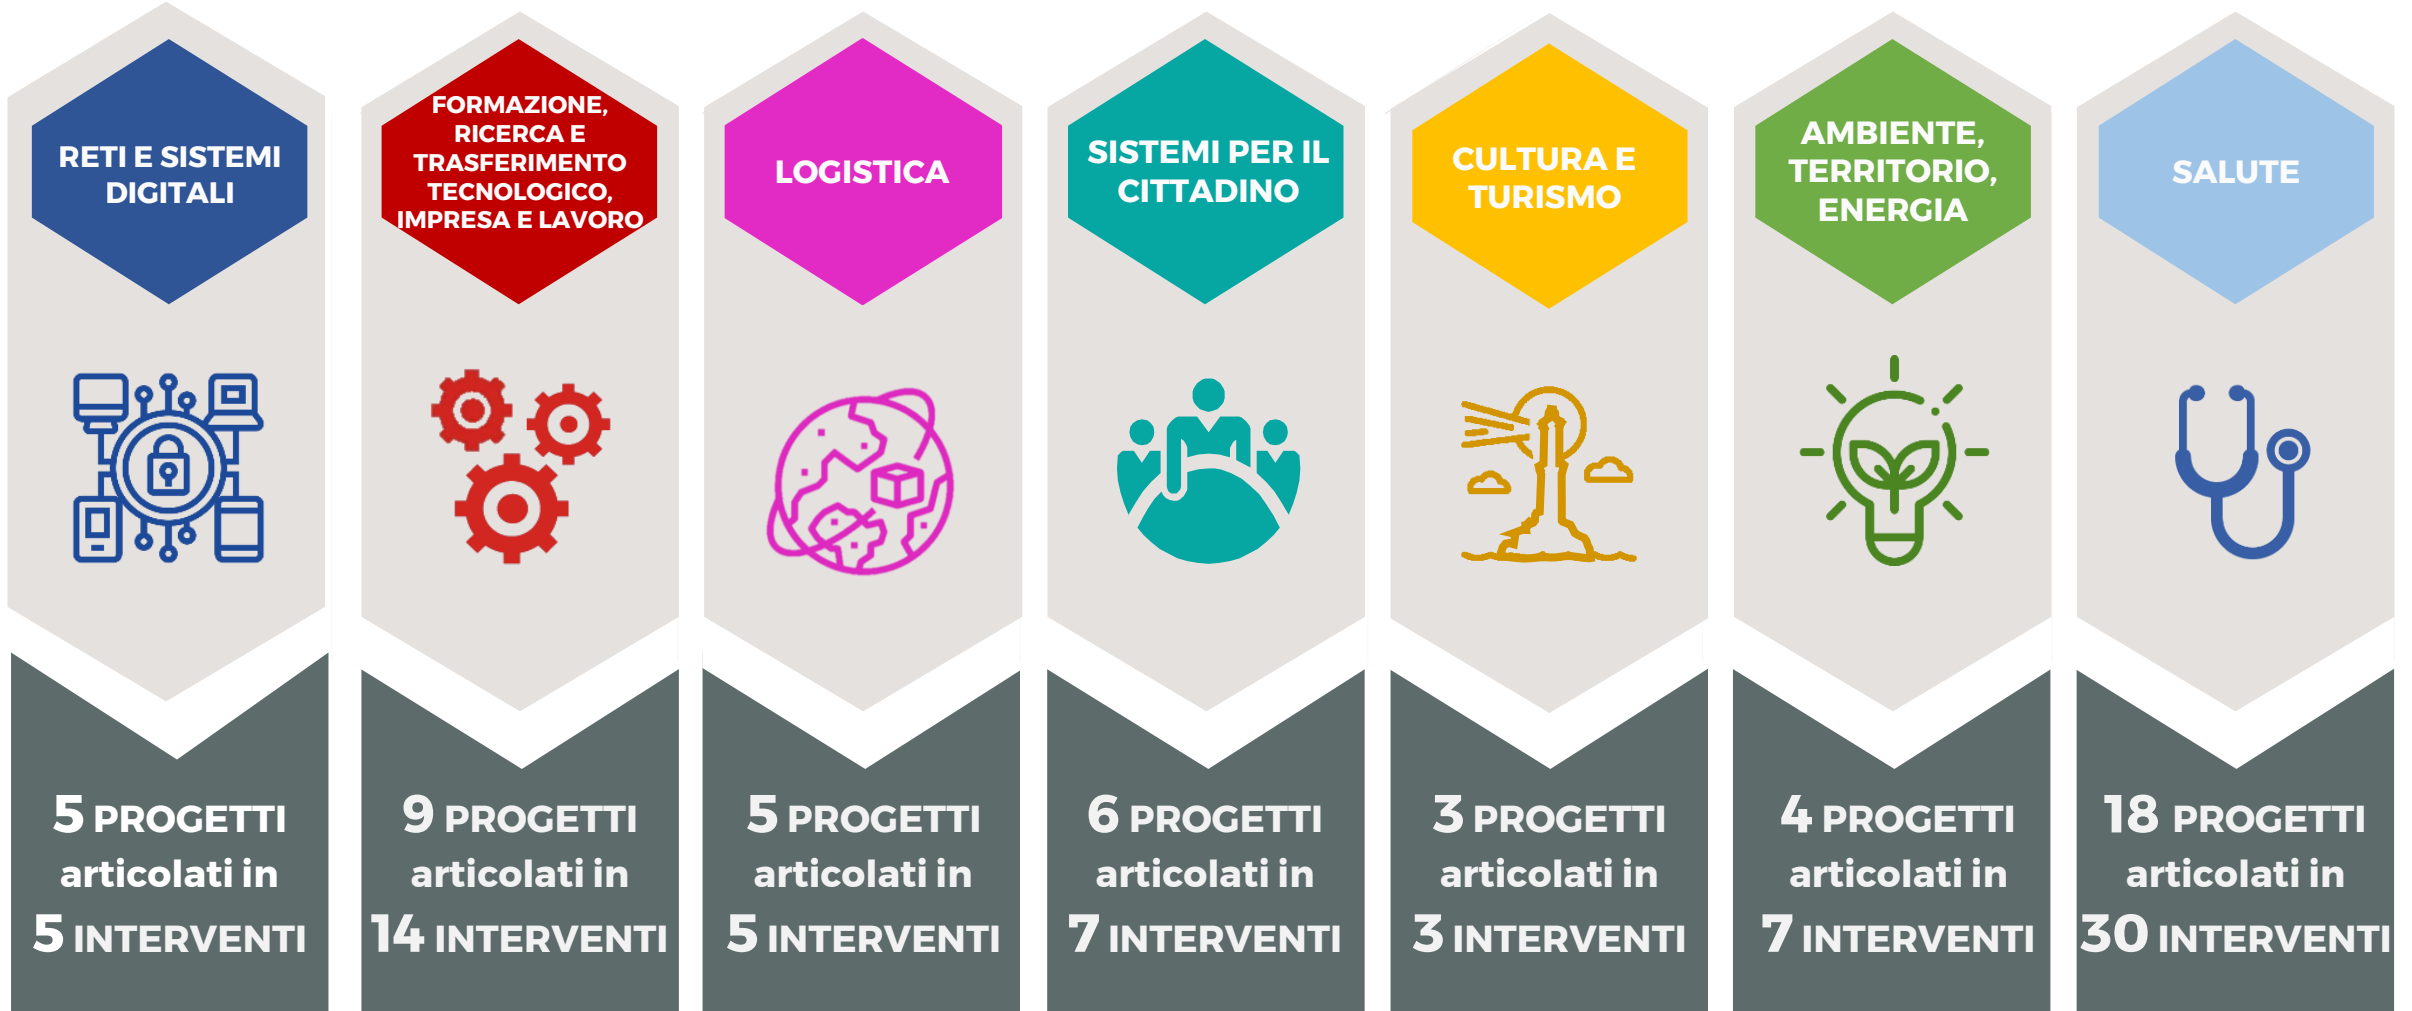 RETI E SISTEMI
DIGITALI
5 PROGETTI
articolati in
5 INTERVENTI
FORMAZIONE,
RICERCA E
TRASFERIMENTO
TECNOLOGICO,
IMPRESA E LAVORO
9 PROGETTI
articolati in
14 INTERVENTI
LOGISTICA
5 PROGETTI
articolati in
5 INTERVENTI
SISTEMI PER IL
CITTADINO
6 PROGETTI
articolati in
7 INTERVENTI
CULTURA E
TURISMO
3 PROGETTI
articolati in
3 INTERVENTI
AMBIENTE,
TERRITORIO,
ENERGIA
4 PROGETTI
articolati in
7 INTERVENTI
SALUTE
18 PROGETTI
articolati in
30 INTERVENTI